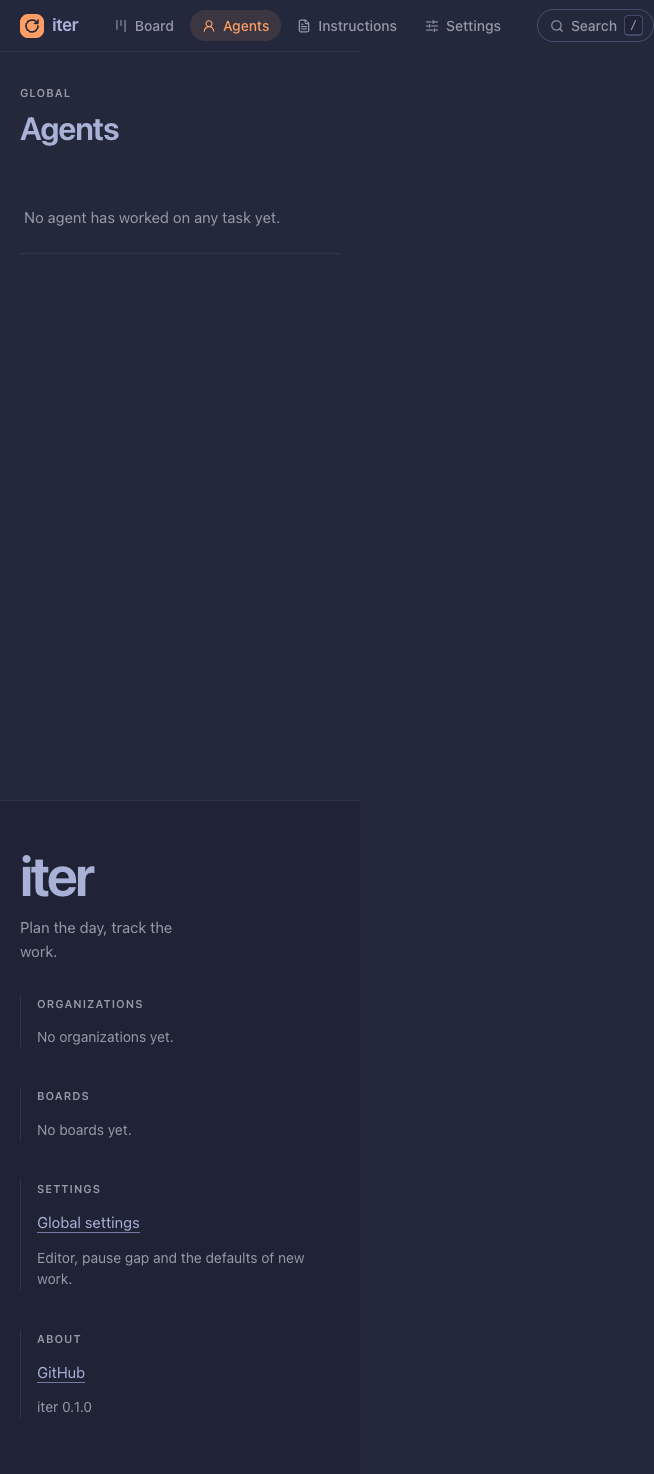 iter Board Agents Instructions Settings Search /
GLOBAL
Agents
No agent has worked on any task yet.
iter
Plan the day, track the
work.
ORGANIZATIONS
No organizations yet.
BOARDS
No boards yet.
SETTINGS
Global settings
Editor, pause gap and the defaults of new
work.
ABOUT
GitHub
iter 0.1.0